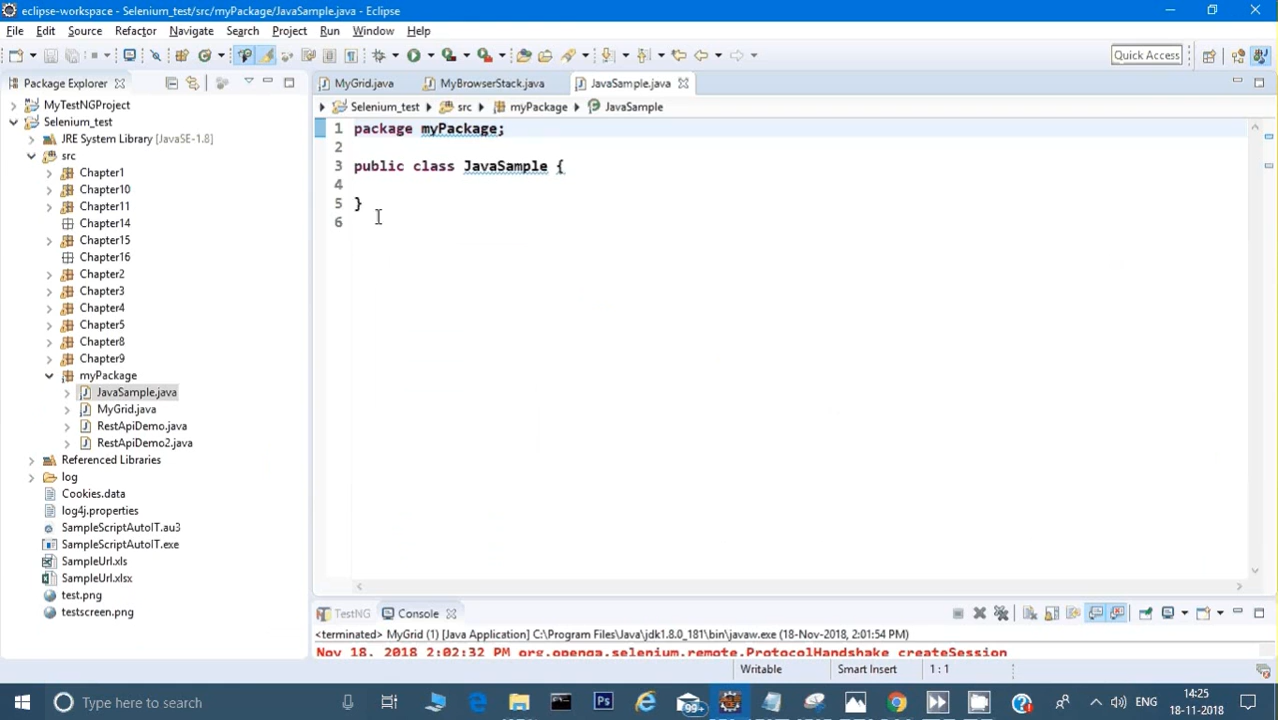 eclipse-workspace - Selenium_test/src/myPackage/JavaSample.java - Eclipse
File Edit Source Refactor Navigate Search Project Run Window Help
Quick Access
Package Explorer
MyGrid.java
MyBrowserStack.java
JavaSample.java
MyTestNGProject
Selenium_test
JRE System Library [JavaSE-1.8]
src
Chapter1
Chapter10
Chapter11
Chapter14
Chapter15
Chapter16
Chapter2
Chapter3
Chapter4
Chapter5
Chapter8
Chapter9
myPackage
JavaSample.java
MyGrid.java
RestApiDemo.java
RestApiDemo2.java
Referenced Libraries
log
Cookies.data
log4j.properties
SampleScriptAutoIT.au3
SampleScriptAutoIT.exe
SampleUrl.xls
SampleUrl.xlsx
test.png
testscreen.png
Selenium_test src myPackage JavaSample
1 package myPackage;
2
3 public class JavaSample {
4
5 }
6
TestNG Console
<terminated> MyGrid (1) [Java Application] C:\Program Files\Java\jdk1.8.0_181\bin\javaw.exe (18-Nov-2018, 2:01:54 PM)
Nov 18, 2018 2:02:32 PM org.openqa.selenium.remote.ProtocolHandshake createSession
Writable Smart Insert 1 : 1
Type here to search
99+
Ps
ENG
14:25
18-11-2018